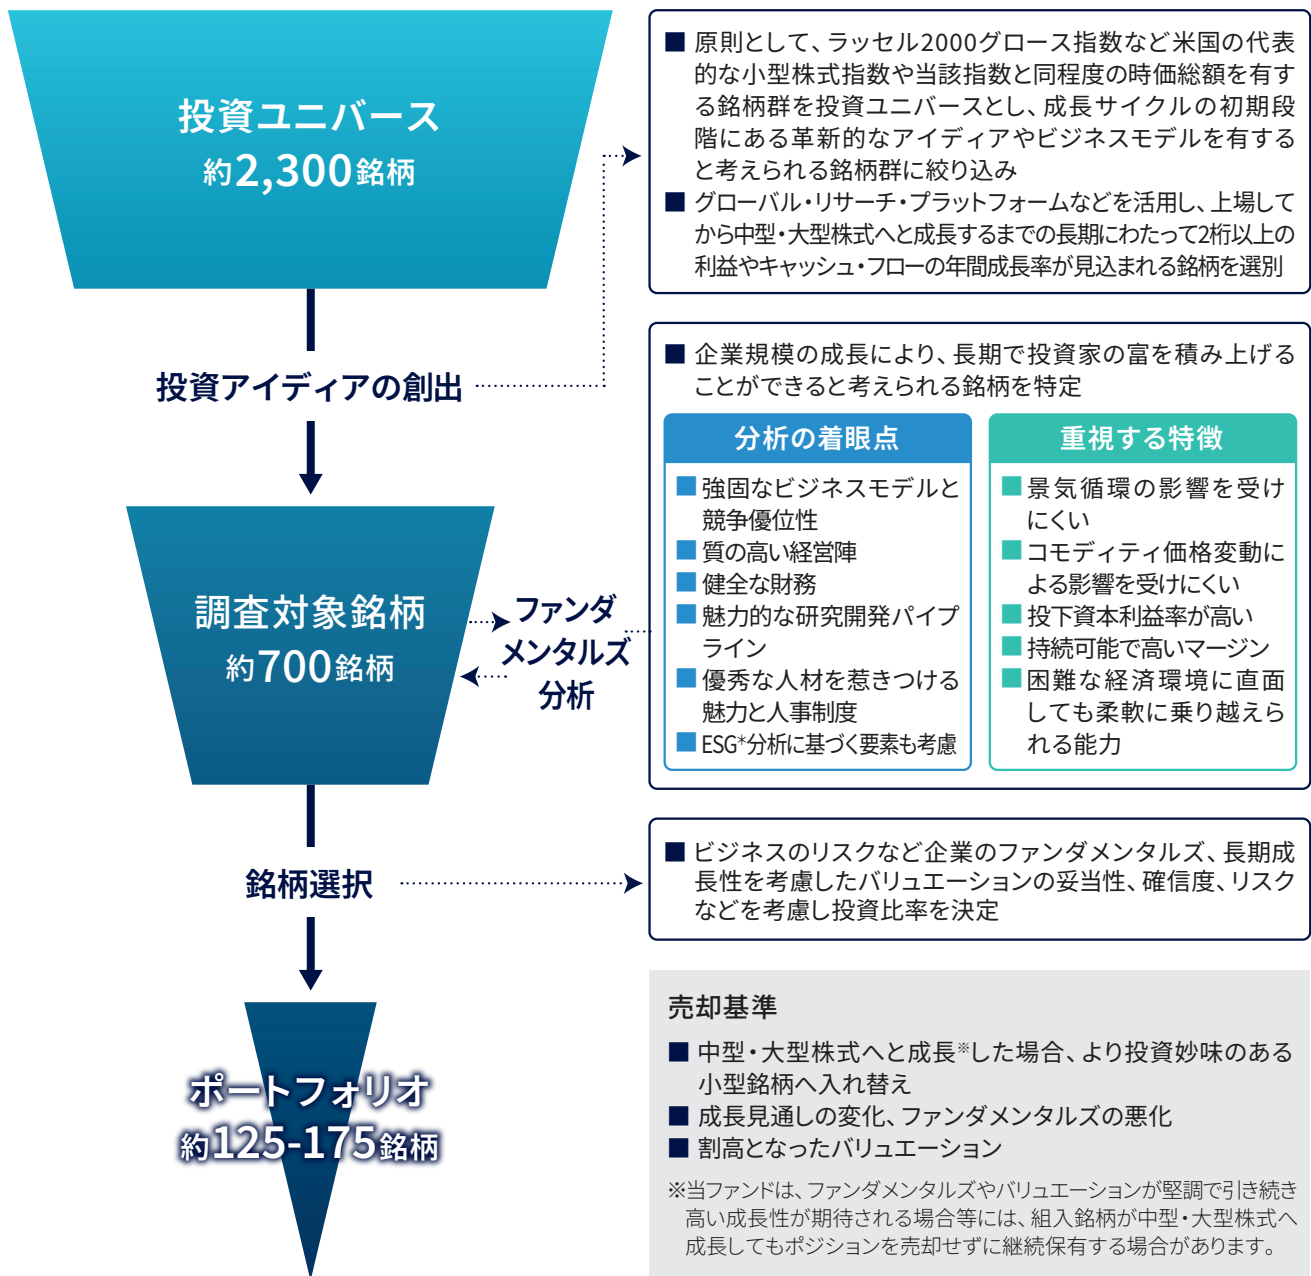 投資ユニバース
約2,300銘柄
投資アイディアの創出
■ 原則として、ラッセル2000グロース指数など米国の代表
的な小型株式指数や当該指数と同程度の時価総額を有す
る銘柄群を投資ユニバースとし、成長サイクルの初期段
階にある革新的なアイディアやビジネスモデルを有する
と考えられる銘柄群に絞り込み
■ グローバル・リサーチ・プラットフォームなどを活用し、上場して
から中型・大型株式へと成長するまでの長期にわたって2桁以上の
利益やキャッシュ・フローの年間成長率が見込まれる銘柄を選別
調査対象銘柄
約700銘柄
ファンダ
メンタルズ
分析
■ 企業規模の成長により、長期で投資家の富を積み上げる
ことができると考えられる銘柄を特定
分析の着眼点
■ 強固なビジネスモデルと
競争優位性
■ 質の高い経営陣
■ 健全な財務
■ 魅力的な研究開発パイプ
ライン
■ 優秀な人材を惹きつける
魅力と人事制度
■ ESG*分析に基づく要素も考慮
重視する特徴
■ 景気循環の影響を受け
にくい
■ コモディティ価格変動に
よる影響を受けにくい
■ 投下資本利益率が高い
■ 持続可能で高いマージン
■ 困難な経済環境に直面
しても柔軟に乗り越えら
れる能力
銘柄選択
■ ビジネスのリスクなど企業のファンダメンタルズ、長期成
長性を考慮したバリュエーションの妥当性、確信度、リスク
などを考慮し投資比率を決定
ポートフォリオ
約125-175銘柄
売却基準
■ 中型・大型株式へと成長※した場合、より投資妙味のある
小型銘柄へ入れ替え
■ 成長見通しの変化、ファンダメンタルズの悪化
■ 割高となったバリュエーション
※当ファンドは、ファンダメンタルズやバリュエーションが堅調で引き続き
高い成長性が期待される場合等には、組入銘柄が中型・大型株式へ
成長してもポジションを売却せずに継続保有する場合があります。